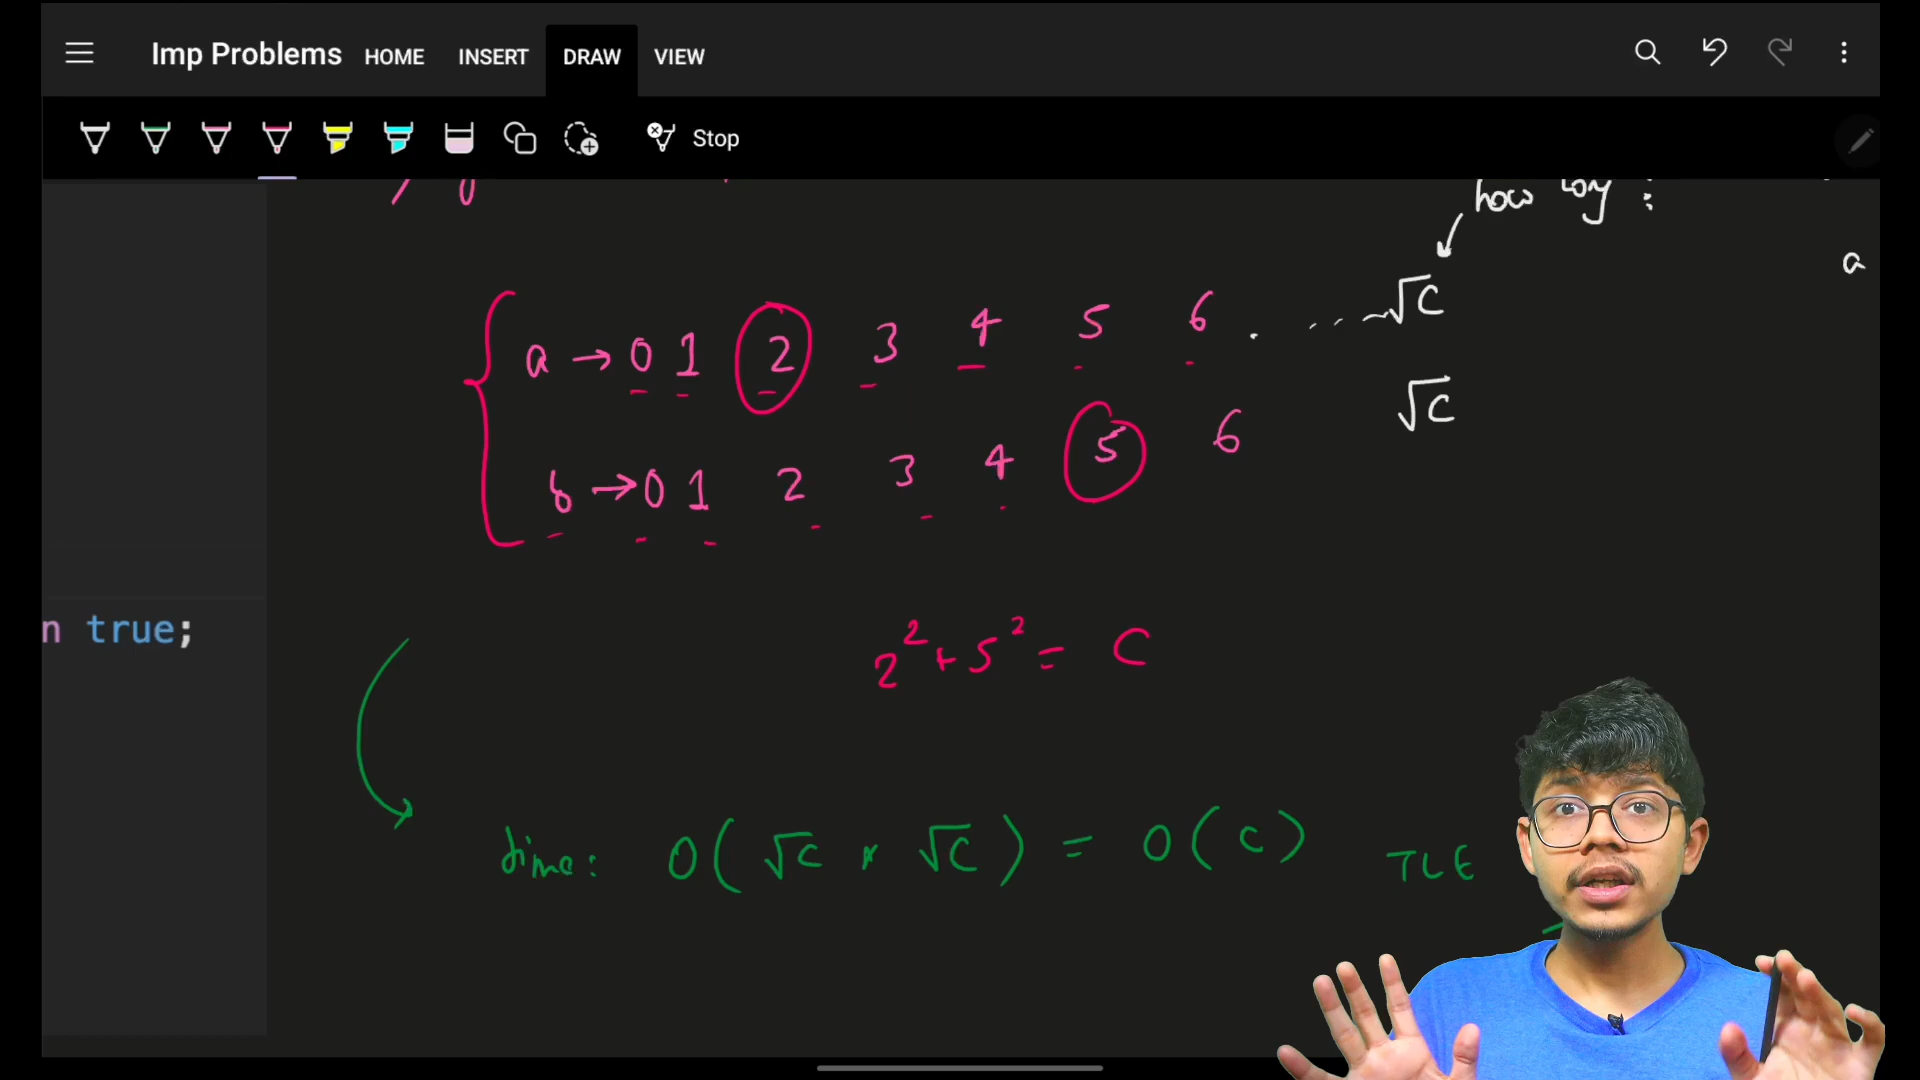 Imp Problems HOME INSERT DRAW VIEW
Stop
how
a
a → 0 1 2 3 4 5 6 . ... √C
√C
b → 0 1 2 3 4 5 6
n true;
2² + 5² = C
time: O( √C * √C ) = O( C ) TLE